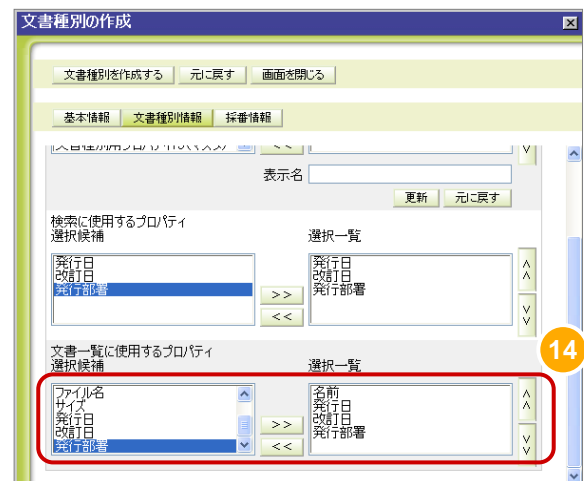 文書種別の作成
文書種別を作成する 元に戻す 画面を閉じる
基本情報 文書種別情報 採番情報
<<
表示名
更新 元に戻す
検索に使用するプロパティ
選択候補 選択一覧
発行日 発行日
改訂日 改訂日
発行部署 発行部署
>>
<<
文書一覧に使用するプロパティ
選択候補 選択一覧
14
ファイル名 名前
サイズ 発行日
発行日 改訂日
改訂日 発行部署
発行部署
>>
<<